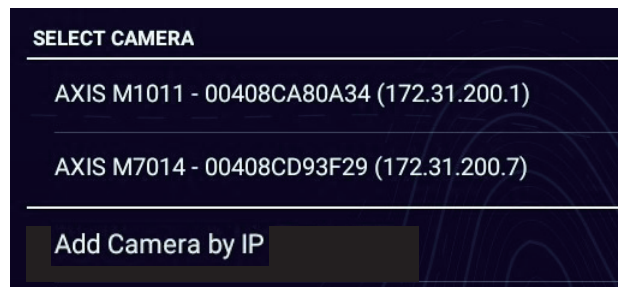 SELECT CAMERA
AXIS M1011 - 00408CA80A34 (172.31.200.1)
AXIS M7014 - 00408CD93F29 (172.31.200.7)
Add Camera by IP